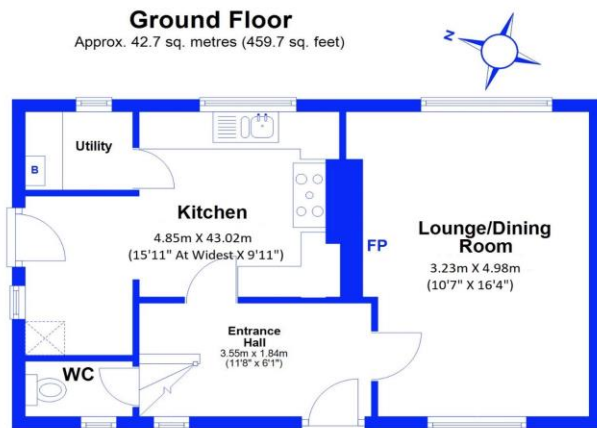 Ground Floor
Approx. 42.7 sq. metres (459.7 sq. feet)
N
Utility
B
Kitchen
4.85m X 43.02m
(15'11" At Widest X 9'11")
FP
Lounge/Dining
Room
3.23m X 4.98m
(10'7" X 16'4")
Entrance
Hall
3.55m x 1.84m
(11'8" x 6'1")
WC